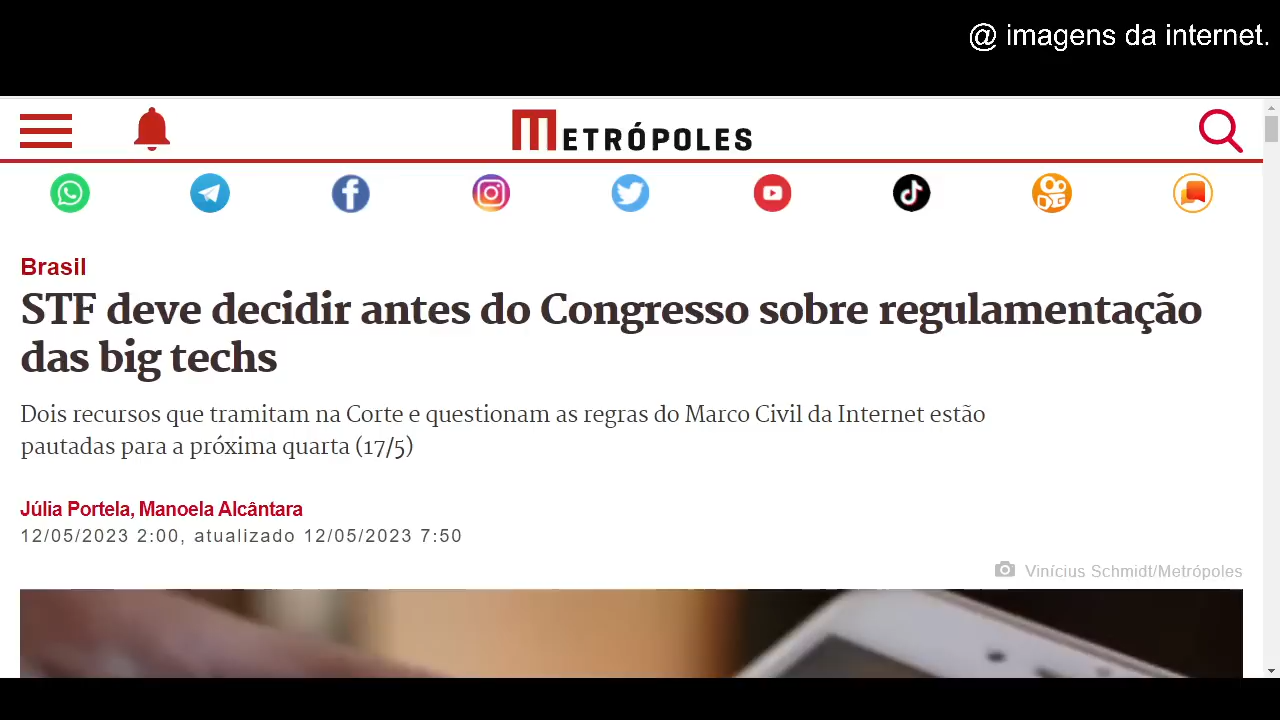 @ imagens da internet.
METRÓPOLES
Brasil
STF deve decidir antes do Congresso sobre regulamentação
das big techs
Dois recursos que tramitam na Corte e questionam as regras do Marco Civil da Internet estão
pautadas para a próxima quarta (17/5)
Júlia Portela, Manoela Alcântara
12/05/2023 2:00, atualizado 12/05/2023 7:50
Vinícius Schmidt/Metrópoles